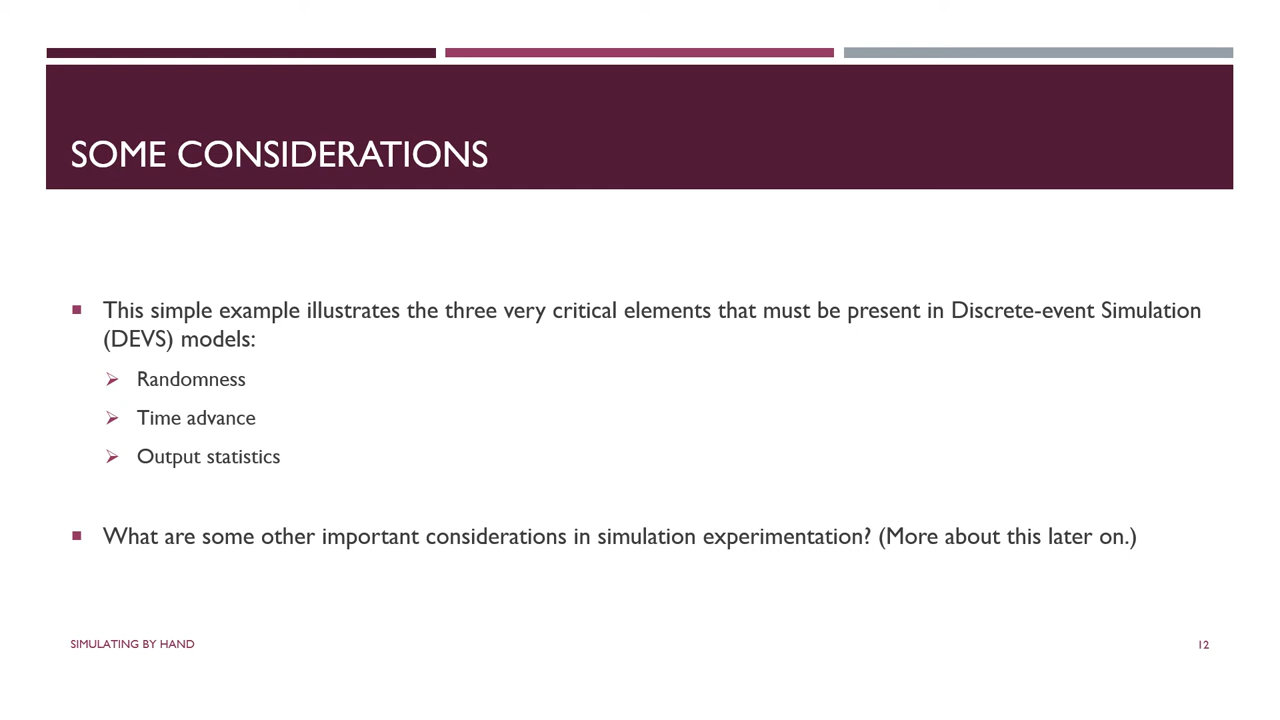 SOME CONSIDERATIONS
This simple example illustrates the three very critical elements that must be present in Discrete-event Simulation
(DEVS) models:
Randomness
Time advance
Output statistics
What are some other important considerations in simulation experimentation? (More about this later on.)
SIMULATING BY HAND
12